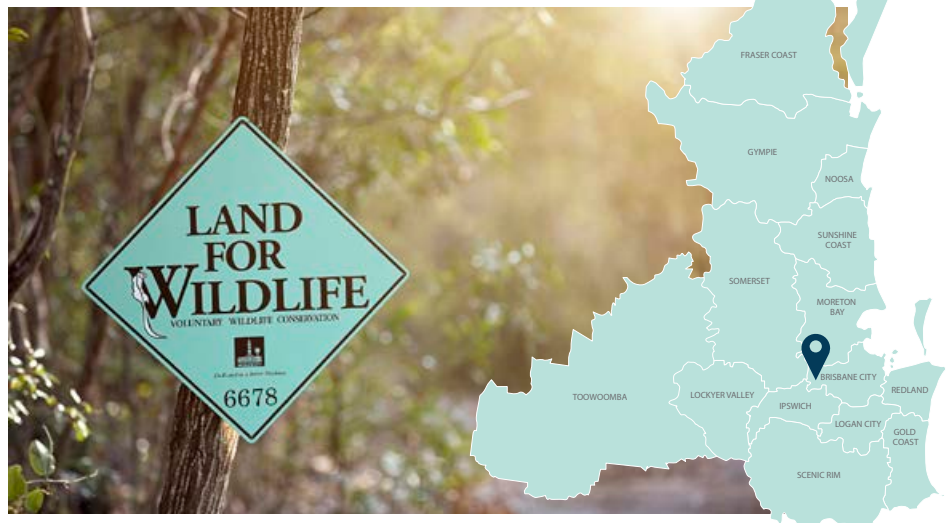 LAND
FOR
WILDLIFE
VOLUNTARY WILDLIFE CONSERVATION
6678
FRASER COAST
GYMPIE
NOOSA
SUNSHINE
COAST
SOMERSET
MORETON
BAY
BRISBANE CITY
REDLAND
TOOWOOMBA
LOCKYER VALLEY
IPSWICH
LOGAN CITY
GOLD
COAST
SCENIC RIM